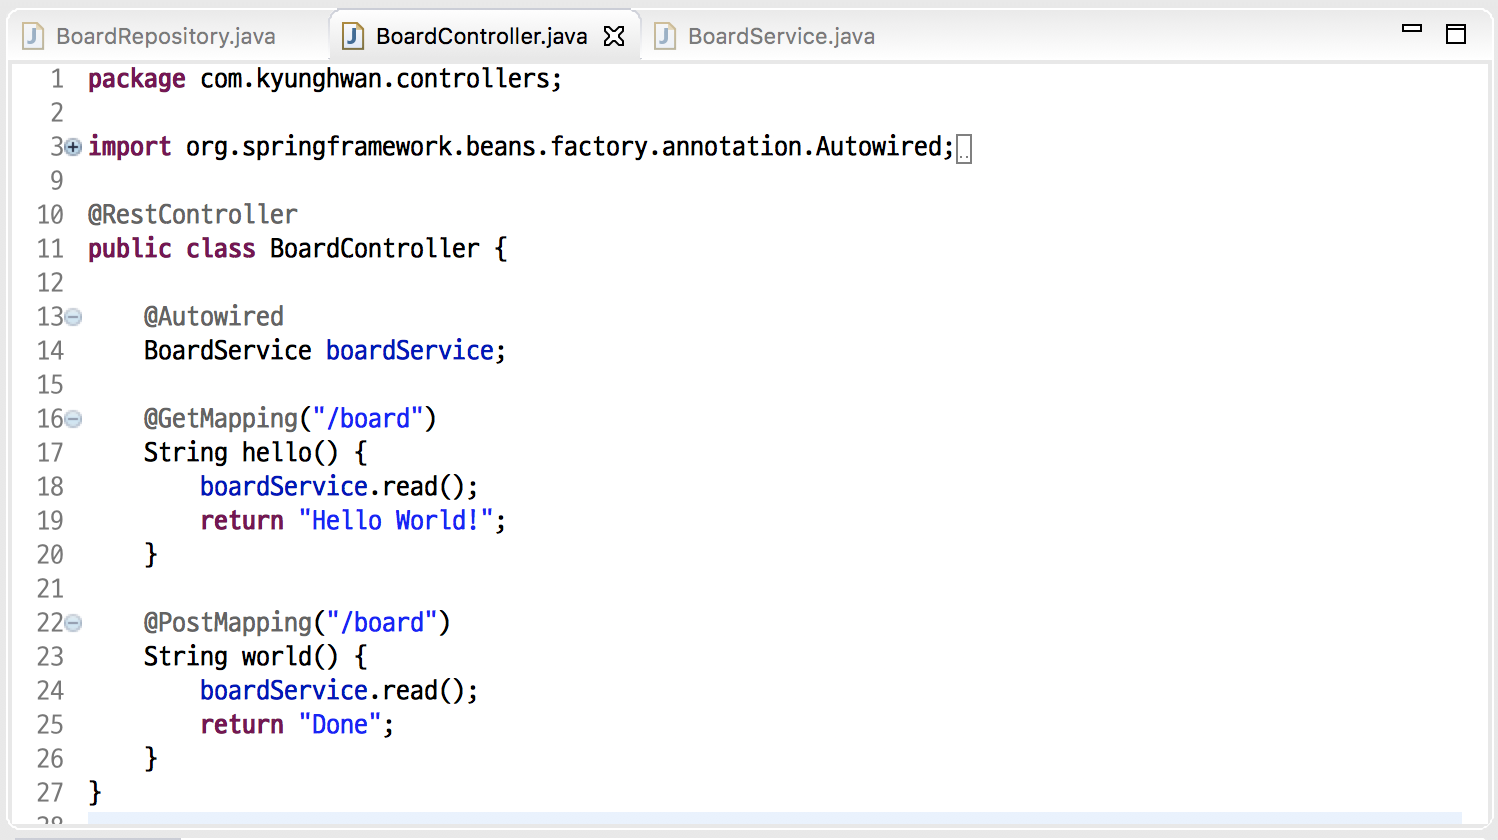 BoardRepository.java BoardController.java BoardService.java
1 package com.kyunghwan.controllers;
2
3 import org.springframework.beans.factory.annotation.Autowired;
9
10 @RestController
11 public class BoardController {
12
13 @Autowired
14 BoardService boardService;
15
16 @GetMapping("/board")
17 String hello() {
18 boardService.read();
19 return "Hello World!";
20 }
21
22 @PostMapping("/board")
23 String world() {
24 boardService.read();
25 return "Done";
26 }
27 }
28